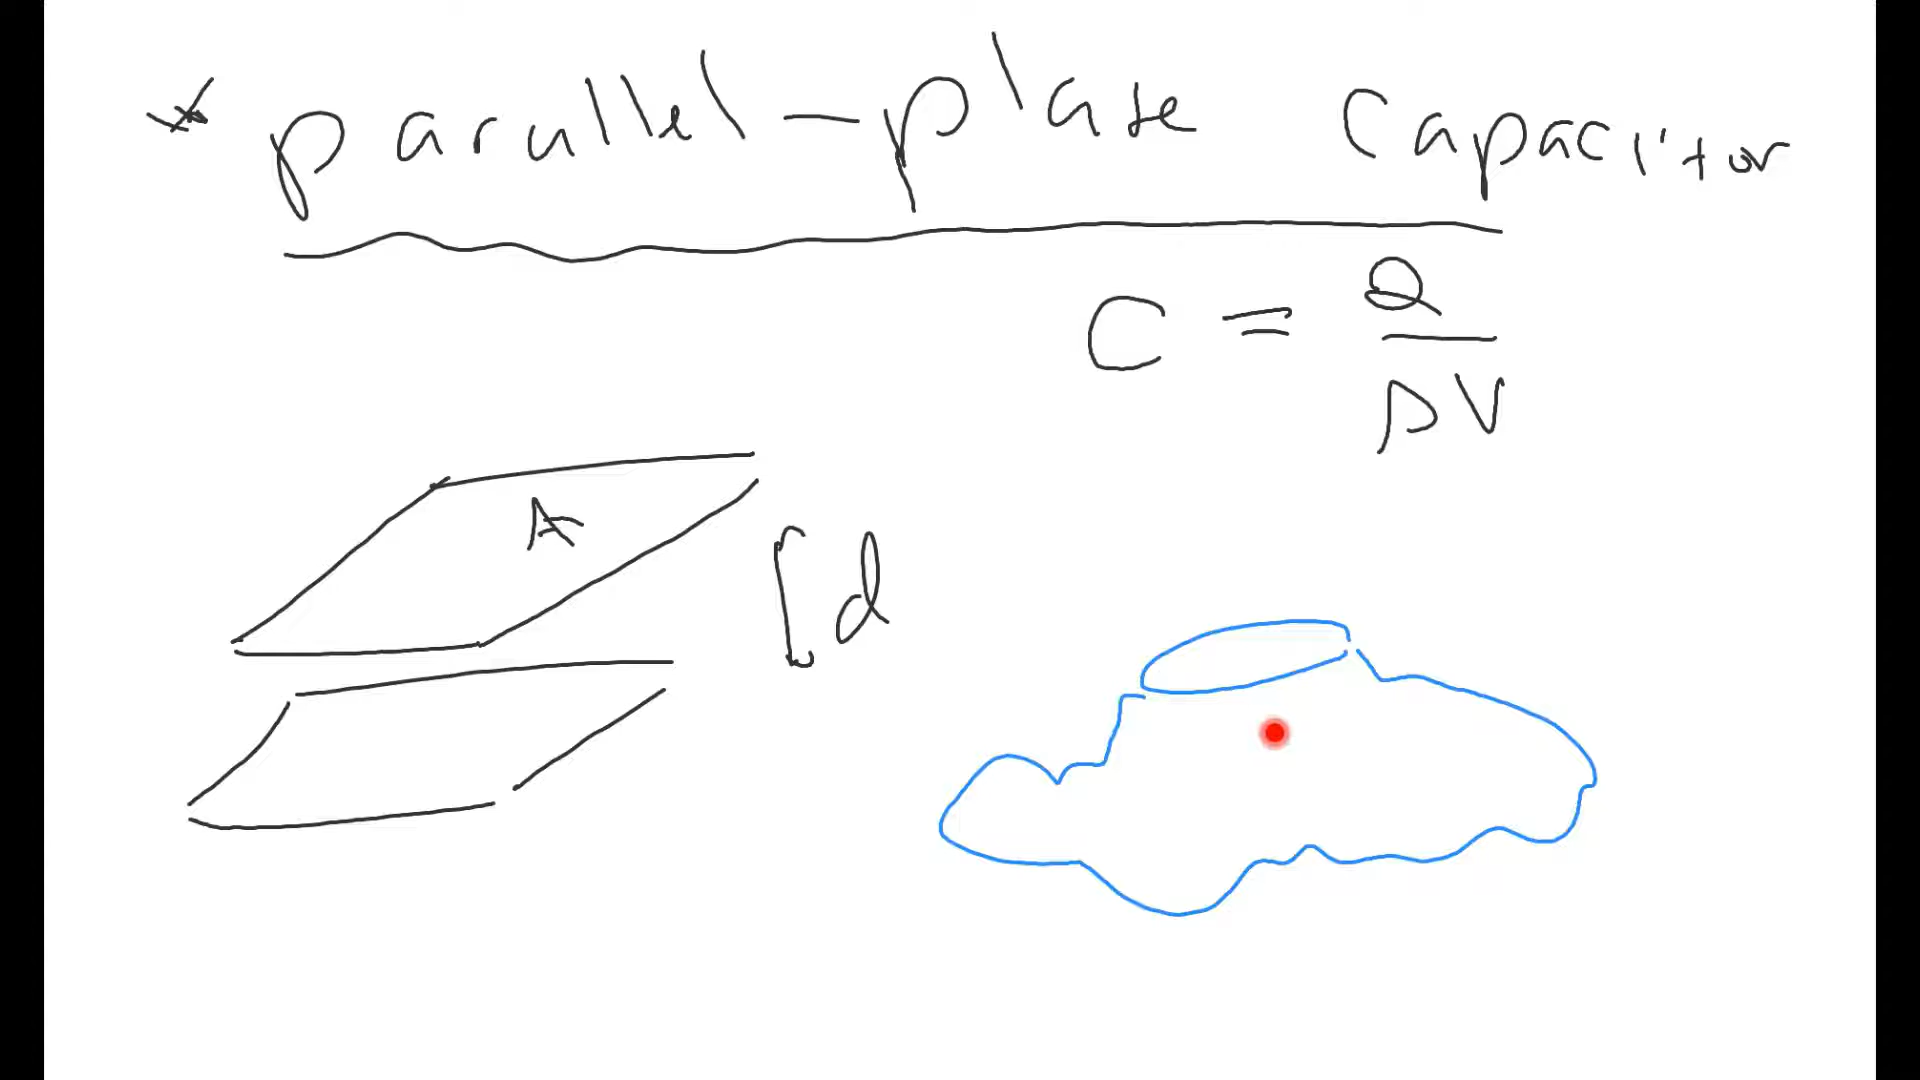 * parallel-plate capacitor
C = Q / ΔV
A
d